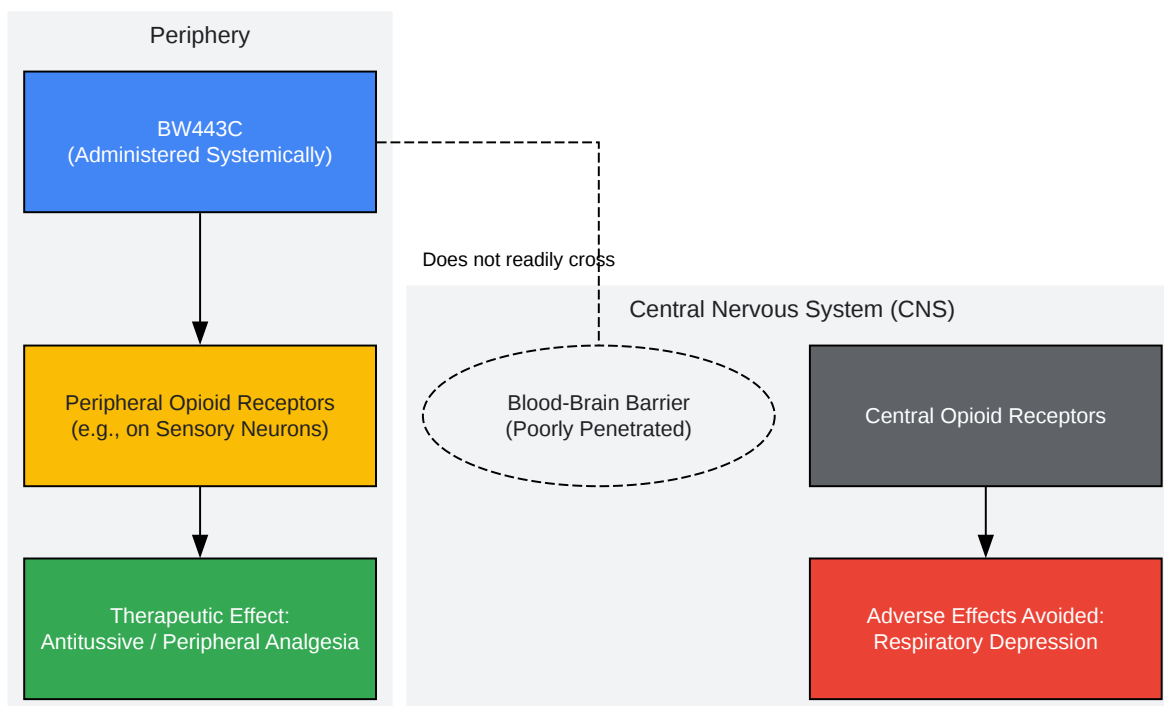 Periphery
BW443C
(Administered Systemically)
Does not readily cross
Central Nervous System (CNS)
Peripheral Opioid Receptors
(e.g., on Sensory Neurons)
Blood-Brain Barrier
(Poorly Penetrated)
Central Opioid Receptors
Therapeutic Effect:
Antitussive / Peripheral Analgesia
Adverse Effects Avoided:
Respiratory Depression